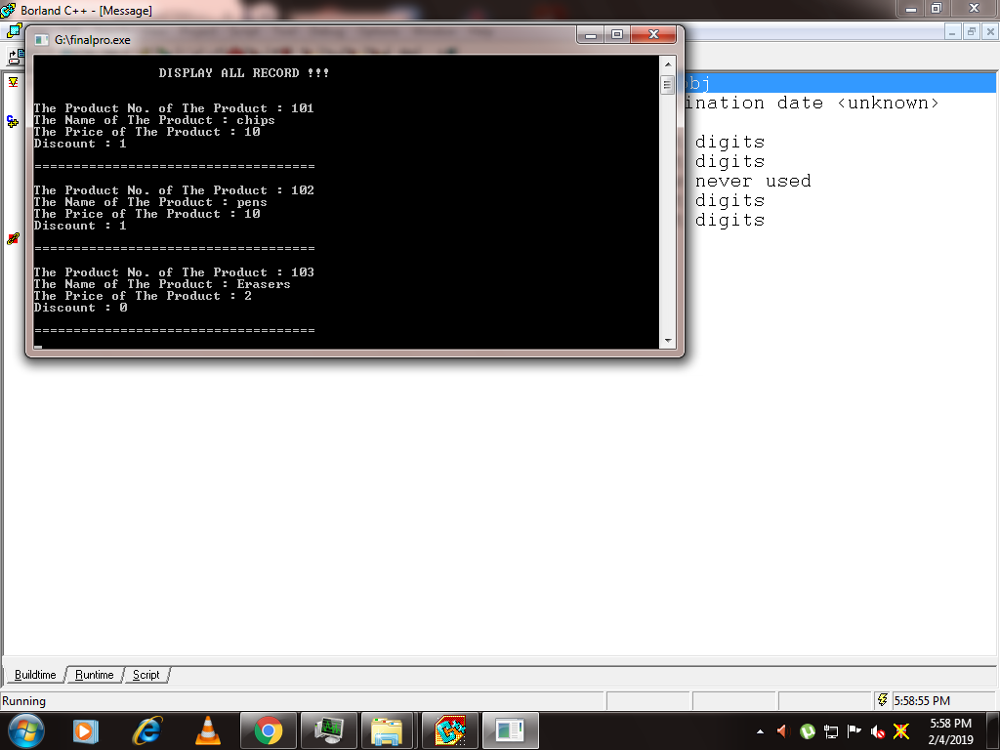 Borland C++ - [Message]
G:\finalpro.exe
DISPLAY ALL RECORD !!!
The Product No. of The Product : 101
The Name of The Product : chips
The Price of The Product : 10
Discount : 1
====================================
The Product No. of The Product : 102
The Name of The Product : pens
The Price of The Product : 10
Discount : 1
====================================
The Product No. of The Product : 103
The Name of The Product : Erasers
The Price of The Product : 2
Discount : 0
====================================
obj
ination date <unknown>
digits
digits
never used
digits
digits
Buildtime Runtime Script
Running
5:58:55 PM
5:58 PM
2/4/2019